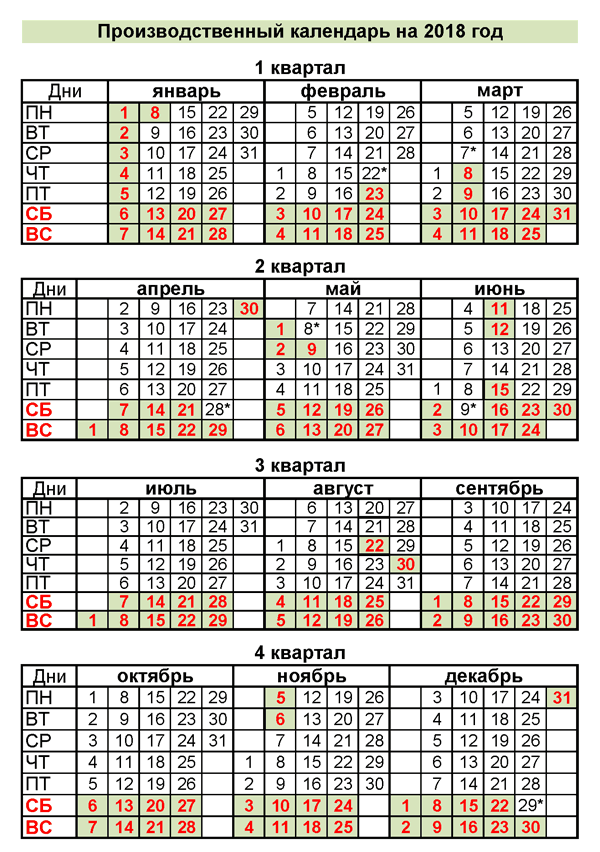 Производственный календарь на 2018 год
1 квартал
Дни январь февраль март
ПН 1 8 15 22 29 5 12 19 26 5 12 19 26
ВТ 2 9 16 23 30 6 13 20 27 6 13 20 27
СР 3 10 17 24 31 7 14 21 28 7* 14 21 28
ЧТ 4 11 18 25 1 8 15 22* 1 8 15 22 29
ПТ 5 12 19 26 2 9 16 23 2 9 16 23 30
СБ 6 13 20 27 3 10 17 24 3 10 17 24 31
ВС 7 14 21 28 4 11 18 25 4 11 18 25
2 квартал
Дни апрель май июнь
ПН 2 9 16 23 30 7 14 21 28 4 11 18 25
ВТ 3 10 17 24 1 8* 15 22 29 5 12 19 26
СР 4 11 18 25 2 9 16 23 30 6 13 20 27
ЧТ 5 12 19 26 3 10 17 24 31 7 14 21 28
ПТ 6 13 20 27 4 11 18 25 1 8 15 22 29
СБ 7 14 21 28* 5 12 19 26 2 9* 16 23 30
ВС 1 8 15 22 29 6 13 20 27 3 10 17 24
3 квартал
Дни июль август сентябрь
ПН 2 9 16 23 30 6 13 20 27 3 10 17 24
ВТ 3 10 17 24 31 7 14 21 28 4 11 18 25
СР 4 11 18 25 1 8 15 22 29 5 12 19 26
ЧТ 5 12 19 26 2 9 16 23 30 6 13 20 27
ПТ 6 13 20 27 3 10 17 24 31 7 14 21 28
СБ 7 14 21 28 4 11 18 25 1 8 15 22 29
ВС 1 8 15 22 29 5 12 19 26 2 9 16 23 30
4 квартал
Дни октябрь ноябрь декабрь
ПН 1 8 15 22 29 5 12 19 26 3 10 17 24 31
ВТ 2 9 16 23 30 6 13 20 27 4 11 18 25
СР 3 10 17 24 31 7 14 21 28 5 12 19 26
ЧТ 4 11 18 25 1 8 15 22 29 6 13 20 27
ПТ 5 12 19 26 2 9 16 23 30 7 14 21 28
СБ 6 13 20 27 3 10 17 24 1 8 15 22 29*
ВС 7 14 21 28 4 11 18 25 2 9 16 23 30